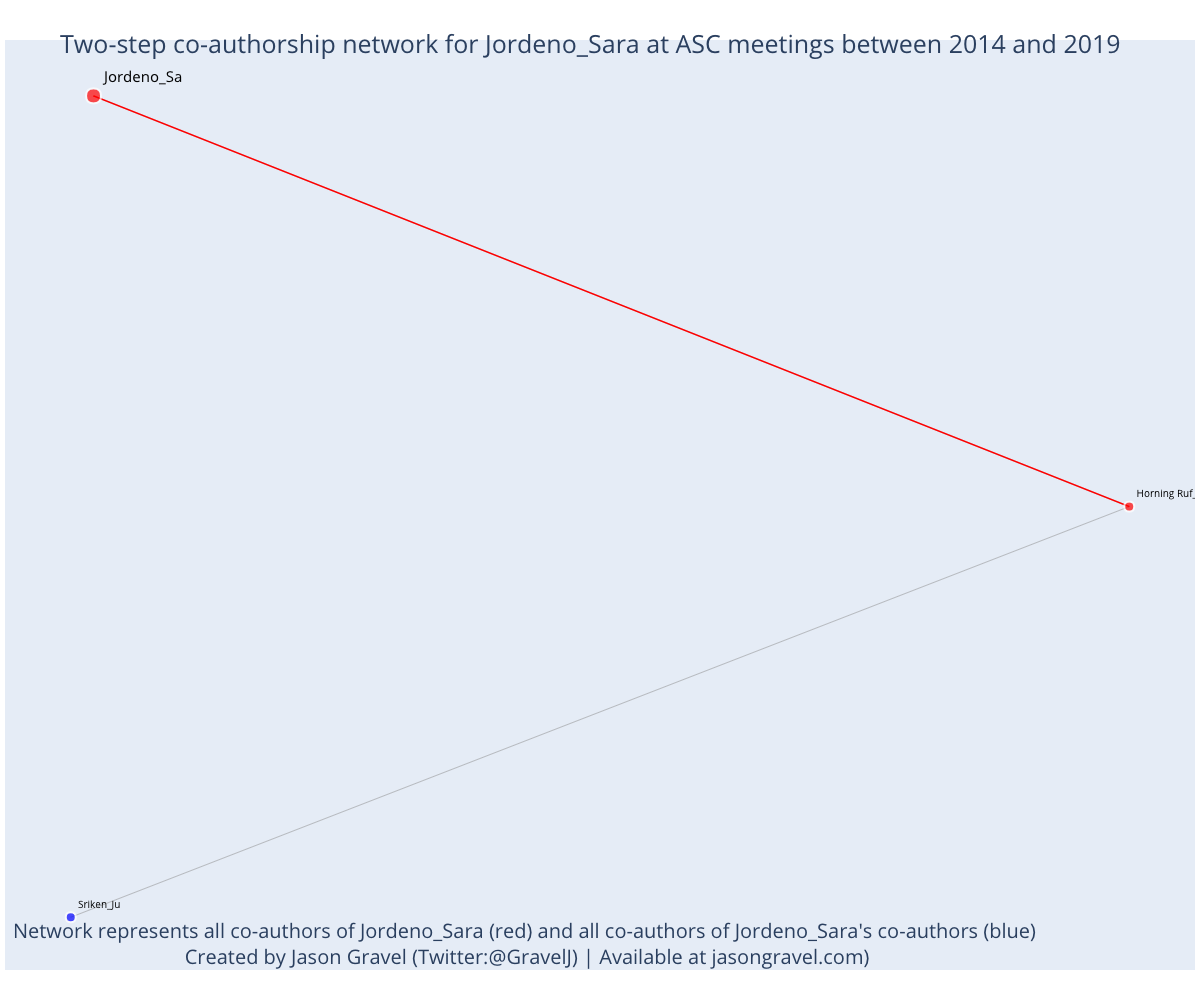 Two-step co-authorship network for Jordeno_Sara at ASC meetings between 2014 and 2019
Jordeno_Sa
Horning Ruf_
Sriken_Ju
Network represents all co-authors of Jordeno_Sara (red) and all co-authors of Jordeno_Sara's co-authors (blue)
Created by Jason Gravel (Twitter:@GravelJ) | Available at jasongravel.com)